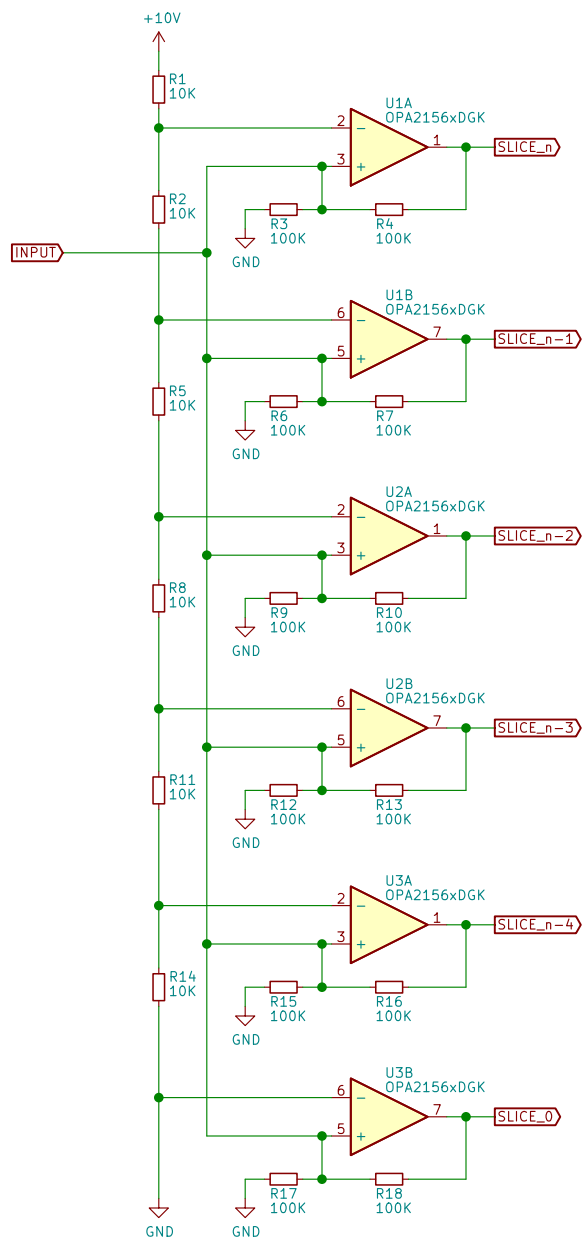 +10V
R1
10K
U1A
OPA2156xDGK
2
3
1
SLICE_n
R2
10K
R3
100K
R4
100K
GND
INPUT
U1B
OPA2156xDGK
6
5
7
SLICE_n-1
R5
10K
R6
100K
R7
100K
GND
U2A
OPA2156xDGK
2
3
1
SLICE_n-2
R8
10K
R9
100K
R10
100K
GND
U2B
OPA2156xDGK
6
5
7
SLICE_n-3
R11
10K
R12
100K
R13
100K
GND
U3A
OPA2156xDGK
2
3
1
SLICE_n-4
R14
10K
R15
100K
R16
100K
GND
U3B
OPA2156xDGK
6
5
7
SLICE_0
R17
100K
R18
100K
GND
GND